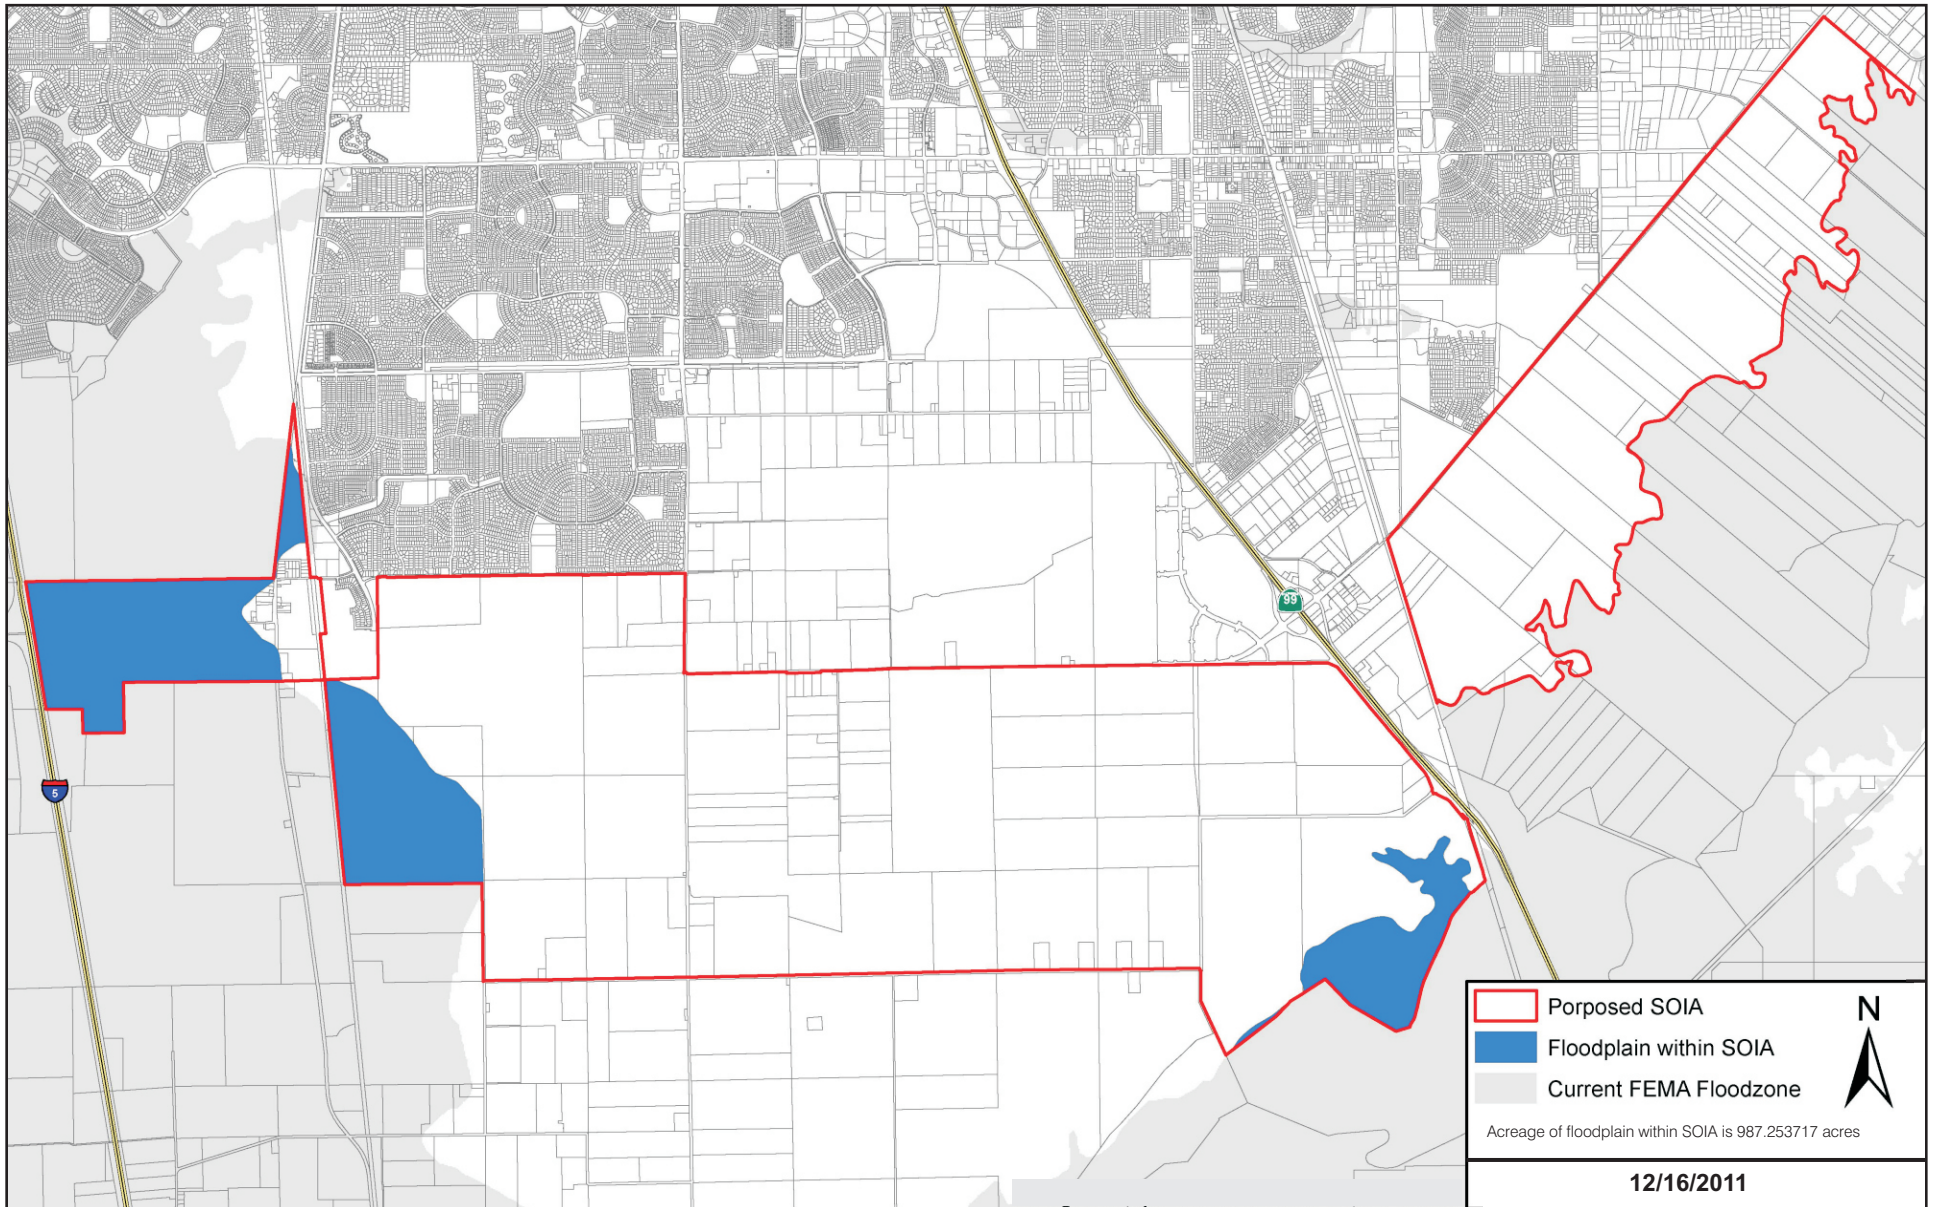 99
5
Porposed SOIA
N
Floodplain within SOIA
Current FEMA Floodzone
Acreage of floodplain within SOIA is 987.253717 acres
12/16/2011